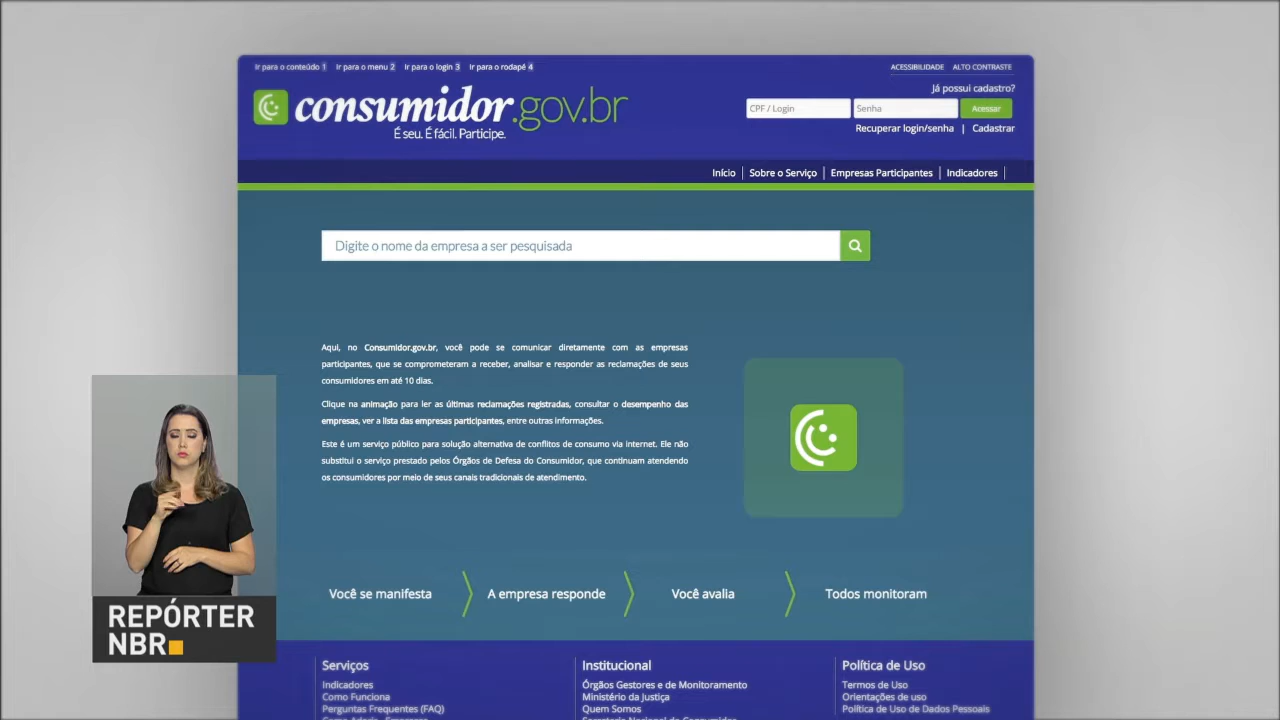 Ir para o conteúdo 1 Ir para o menu 2 Ir para o login 3 Ir para o rodapé 4
ACESSIBILIDADE ALTO CONTRASTE
Já possui cadastro?
consumidor.gov.br
É seu. É fácil. Participe.
CPF / Login Senha Acessar
Recuperar login/senha | Cadastrar
Início Sobre o Serviço Empresas Participantes Indicadores
Digite o nome da empresa a ser pesquisada
Aqui, no Consumidor.gov.br, você pode se comunicar diretamente com as empresas
participantes, que se comprometeram a receber, analisar e responder as reclamações de seus
consumidores em até 10 dias.
Clique na animação para ler as últimas reclamações registradas, consultar o desempenho das
empresas, ver a lista das empresas participantes, entre outras informações.
Este é um serviço público para solução alternativa de conflitos de consumo via internet. Ele não
substitui o serviço prestado pelos Órgãos de Defesa do Consumidor, que continuam atendendo
os consumidores por meio de seus canais tradicionais de atendimento.
Você se manifesta A empresa responde Você avalia Todos monitoram
REPÓRTER
NBR
Serviços
Indicadores
Como Funciona
Perguntas Frequentes (FAQ)
Institucional
Órgãos Gestores e de Monitoramento
Ministério da Justiça
Quem Somos
Política de Uso
Termos de Uso
Orientações de uso
Política de Uso de Dados Pessoais